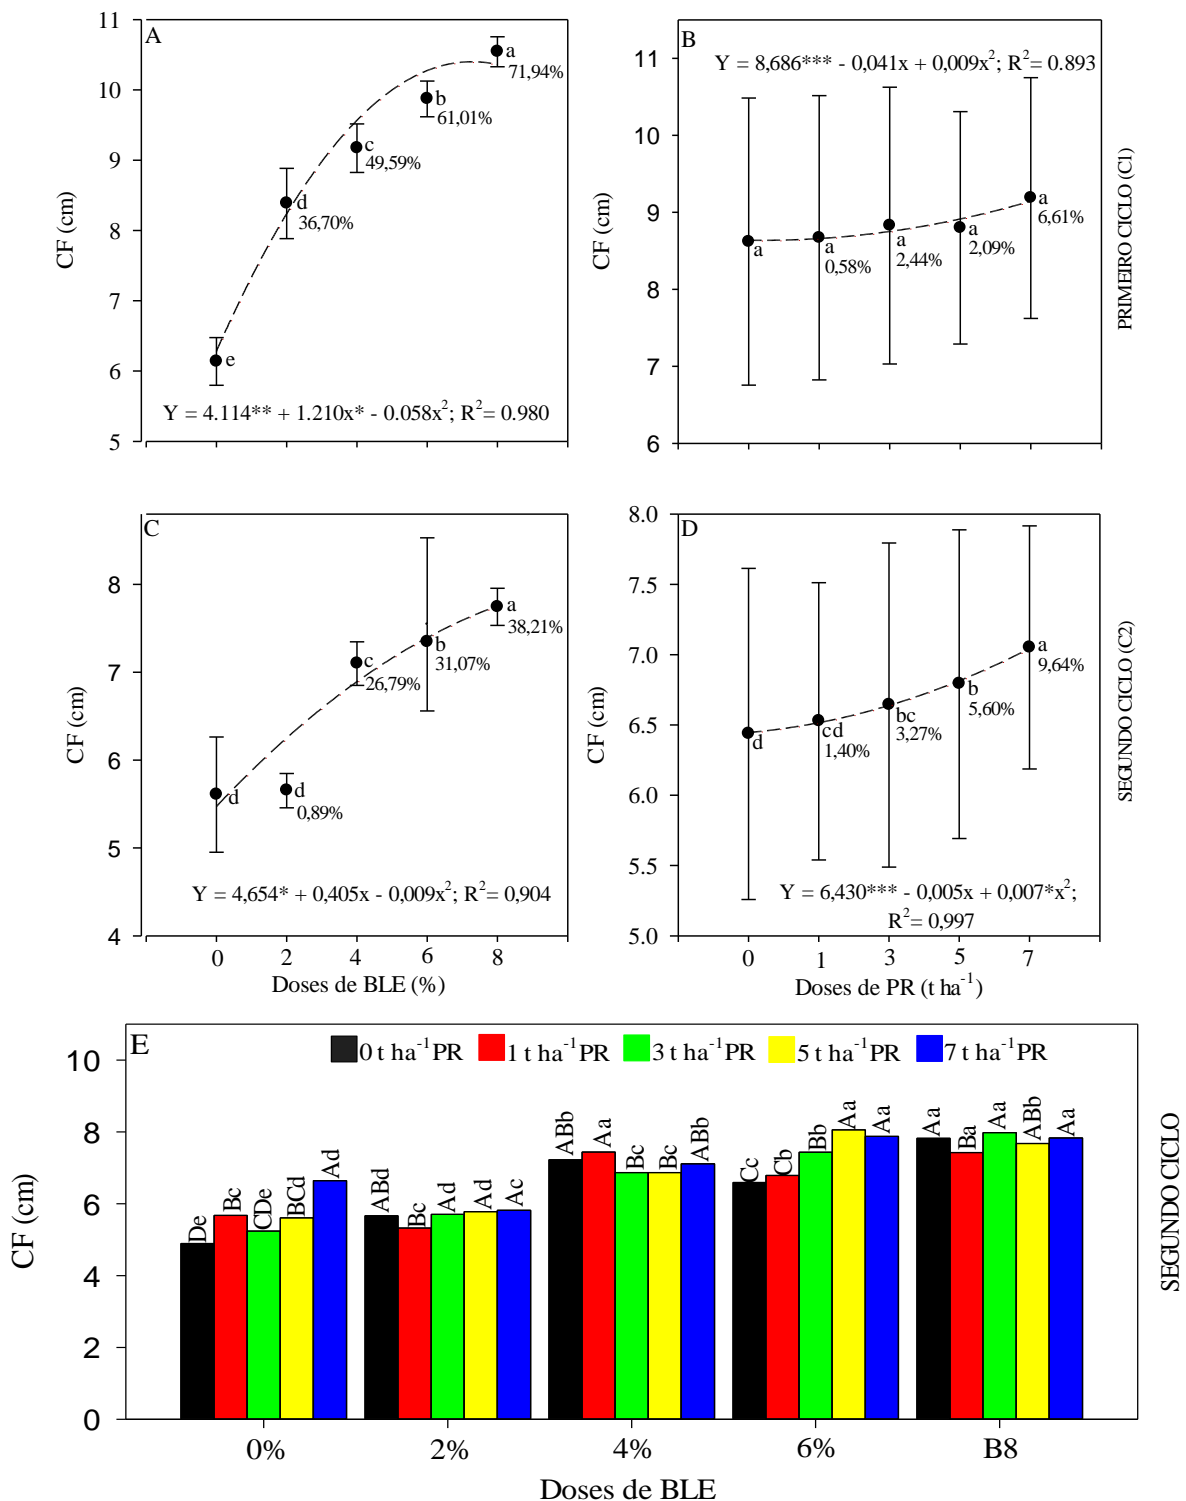 A
11
10
9
8
7
6
5
CF (cm)
a
71,94%
b
61,01%
c
49,59%
d
36,70%
e
Y = 4.114** + 1.210x* - 0.058x²; R²= 0.980
B
Y = 8,686*** - 0,041x + 0,009x²; R²= 0.893
11
10
9
8
7
6
CF (cm)
a
a
0,58%
a
2,44%
a
2,09%
a
6,61%
PRIMEIRO CICLO (C1)
C
8
7
6
5
4
CF (cm)
d
d
0,89%
c
26,79%
b
31,07%
a
38,21%
Y = 4,654* + 0,405x - 0,009x²; R²= 0,904
0 2 4 6 8
Doses de BLE (%)
D
8.0
7.5
7.0
6.5
6.0
5.5
5.0
CF (cm)
d
cd
1,40%
bc
3,27%
b
5,60%
a
9,64%
Y = 6,430*** - 0,005x + 0,007*x²;
R²= 0,997
0 1 3 5 7
Doses de PR (t ha⁻¹)
SEGUNDO CICLO (C2)
E
0 t ha⁻¹PR 1 t ha⁻¹PR 3 t ha⁻¹PR 5 t ha⁻¹PR 7 t ha⁻¹PR
10
8
6
4
2
0
CF (cm)
De Bc CDe BCd Ad
ABd Bc Ad Ad Ac
ABb Aa Bc Bc ABb
Cc Cb Bb Aa Aa
Aa Ba Aa ABb Aa
0% 2% 4% 6% B8
Doses de BLE
SEGUNDO CICLO